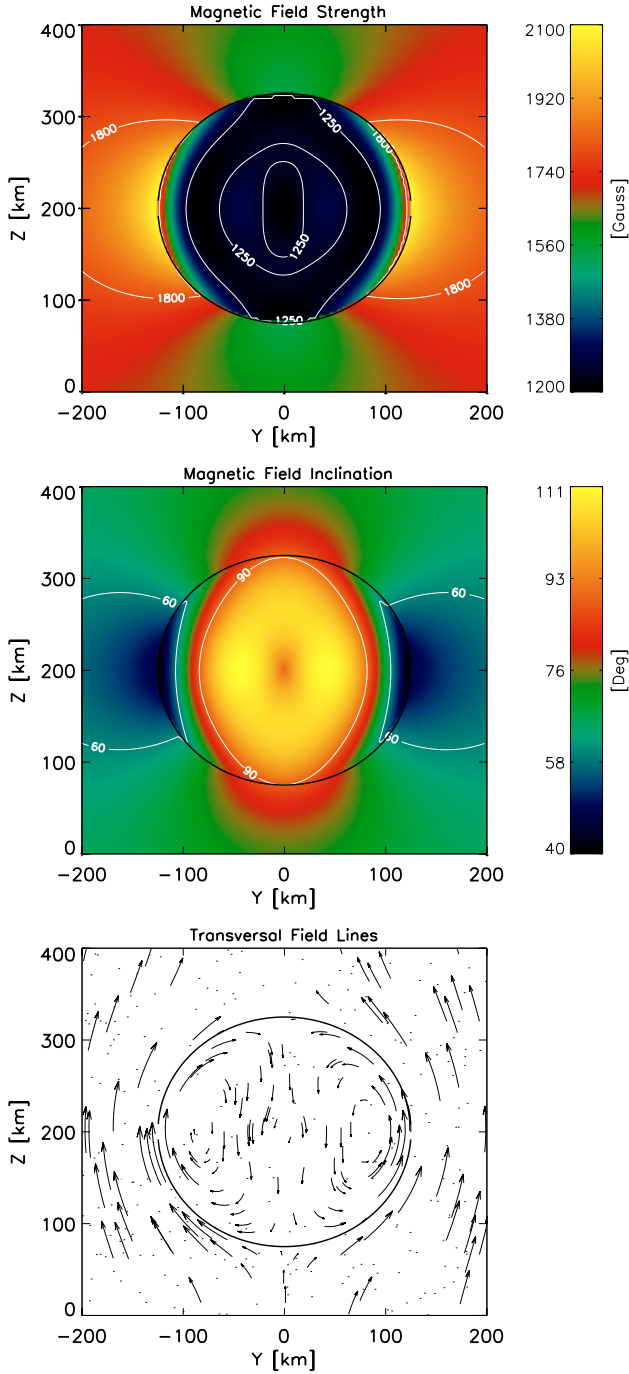 Magnetic Field Strength
400
300
200
100
0
Z [km]
−200 −100 0 100 200
Y [km]
1800
1250
1800
1250
1250
1800
1800
1250
2100
1920
1740
1560
1380
1200
[Gauss]
Magnetic Field Inclination
400
300
200
100
0
Z [km]
−200 −100 0 100 200
Y [km]
90
60
60
60
60
90
111
93
76
58
40
[Deg]
Transversal Field Lines
400
300
200
100
0
Z [km]
−200 −100 0 100 200
Y [km]